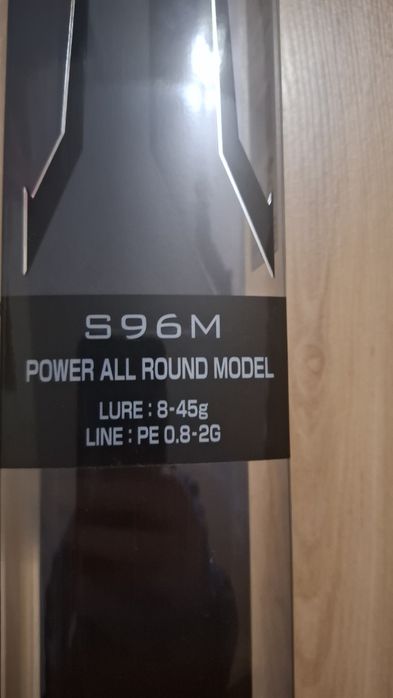 S96M
POWER ALL ROUND MODEL
LURE : 8-45g
LINE : PE 0.8-2G